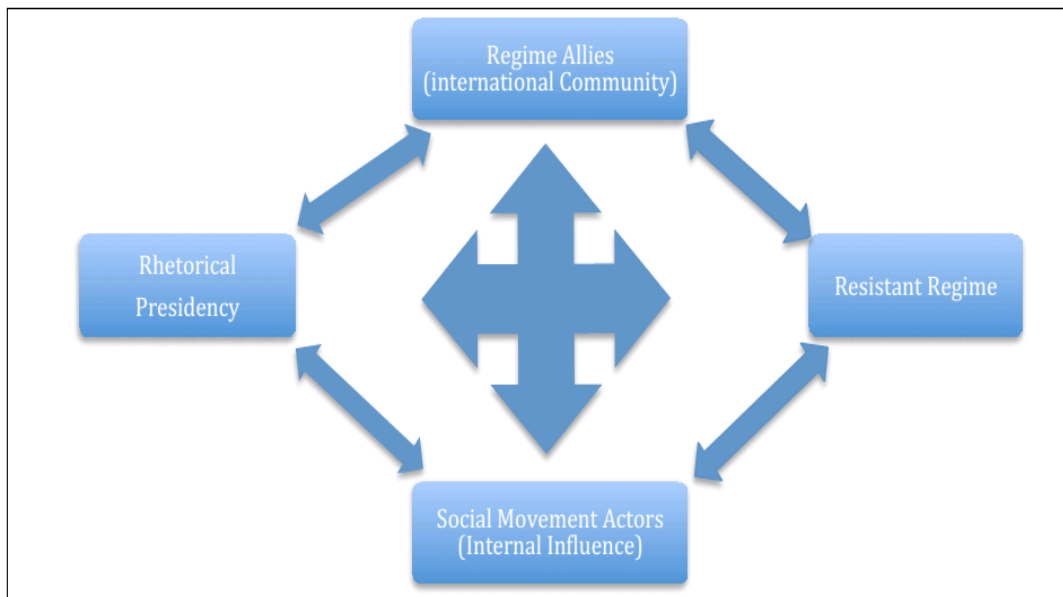 Regime Allies
(international Community)
Rhetorical
Presidency
Resistant Regime
Social Movement Actors
(Internal Influence)